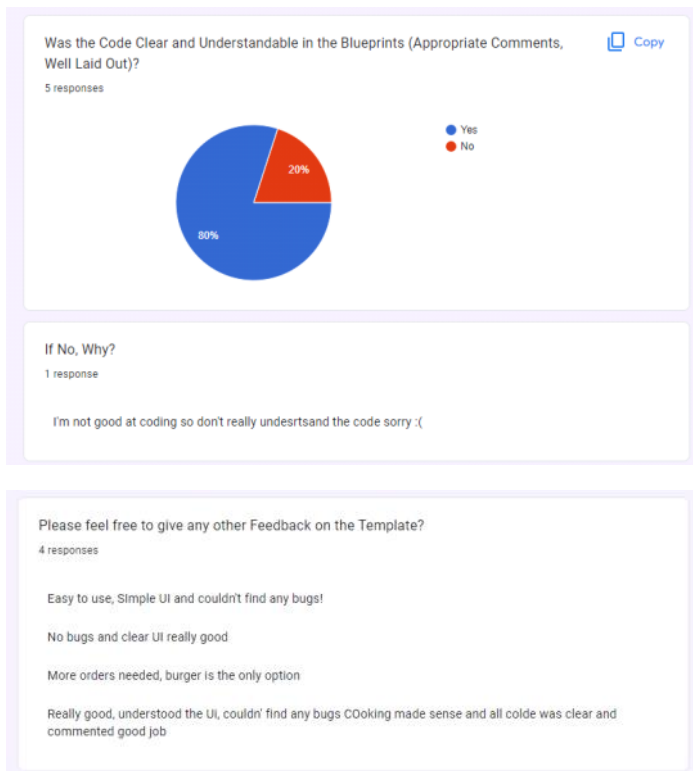 Was the Code Clear and Understandable in the Blueprints (Appropriate Comments,
Well Laid Out)?
Copy
5 responses
Yes
No
20%
80%
If No, Why?
1 response
I'm not good at coding so don't really undesrtsand the code sorry :(
Please feel free to give any other Feedback on the Template?
4 responses
Easy to use, SImple UI and couldn't find any bugs!
No bugs and clear UI really good
More orders needed, burger is the only option
Really good, understood the Ui, couldn' find any bugs COoking made sense and all colde was clear and
commented good job